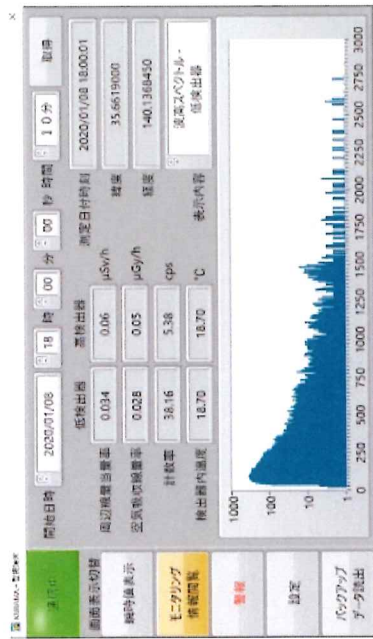 開始日時 2020/01/08 18 時 00 分 00 秒 時間 10分 取得
低検出器 高検出器
周辺線量当量率 0.034 0.06 μSv/h
空気吸収線量率 0.028 0.05 μGy/h
計数率 38.16 5.38 cps
検出器内温度 18.70 18.70 °C
測定日付時刻 2020/01/08 18:00:01
緯度 35.6619000
経度 140.1368450
表示内容 波高スペクトル -
低検出器
画面表示切替
瞬時値表示
モニタリング
情報閲覧
警報
設定
バックアップ
データ読出
1000
100
10
1
0 250 500 750 1000 1250 1500 1750 2000 2250 2500 2750 3000